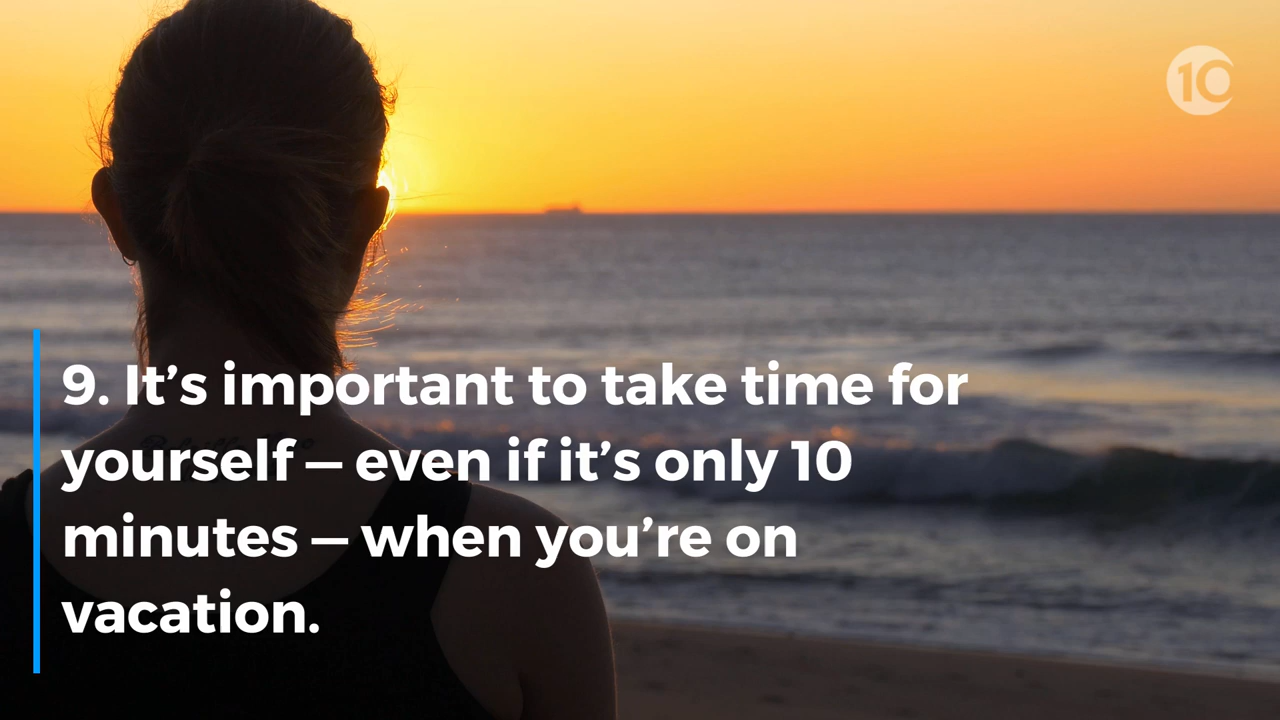 10
9. It’s important to take time for
yourself — even if it’s only 10
minutes — when you’re on
vacation.